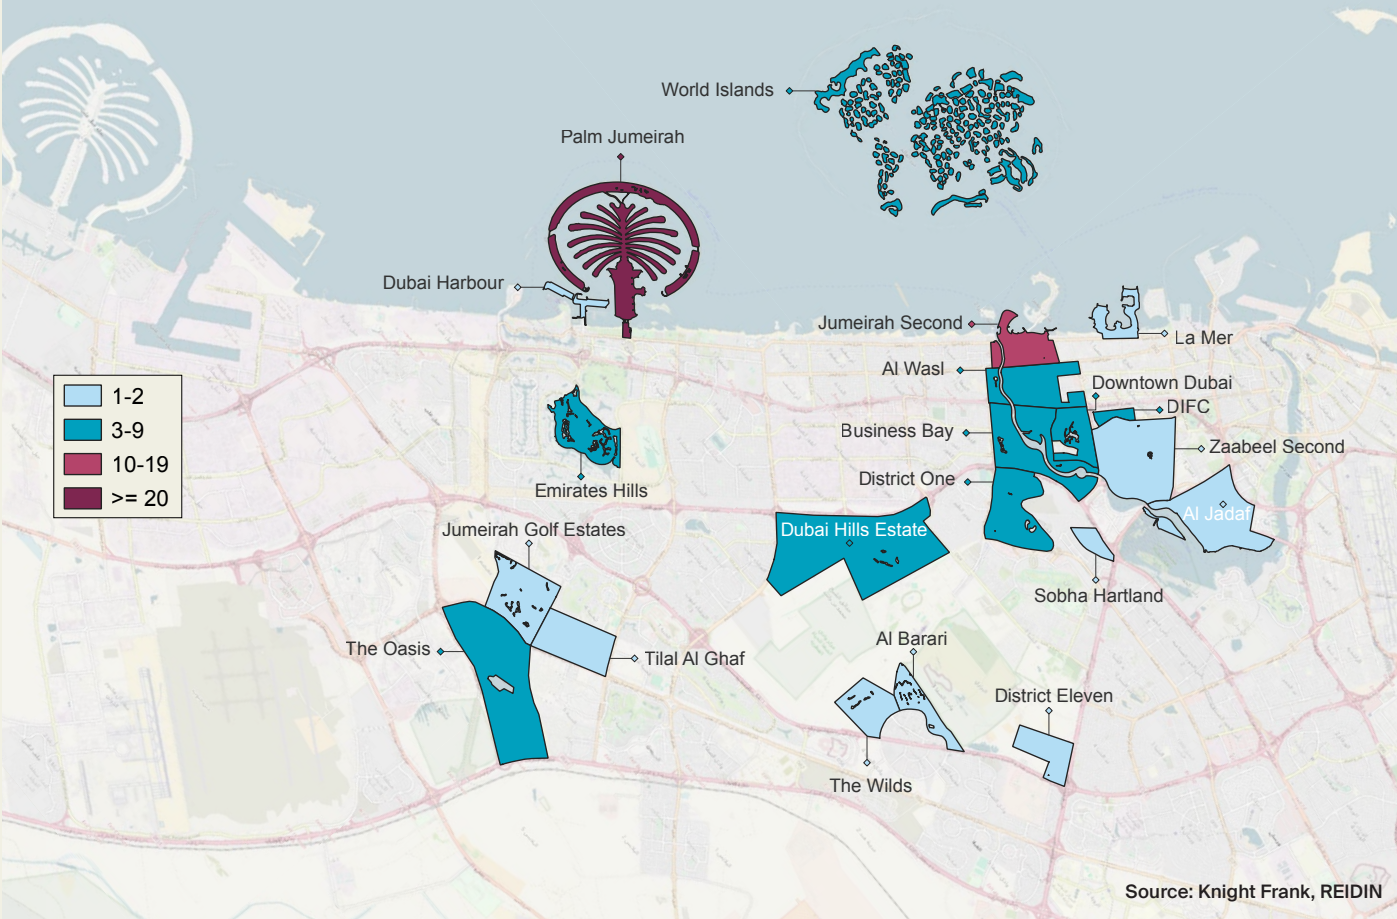 World Islands
Palm Jumeirah
Dubai Harbour
Jumeirah Second
La Mer
Al Wasl
Downtown Dubai
DIFC
Business Bay
Zaabeel Second
District One
Emirates Hills
Al Jadaf
Dubai Hills Estate
Jumeirah Golf Estates
Sobha Hartland
The Oasis
Tilal Al Ghaf
Al Barari
District Eleven
The Wilds
1-2
3-9
10-19
>= 20
Source: Knight Frank, REIDIN